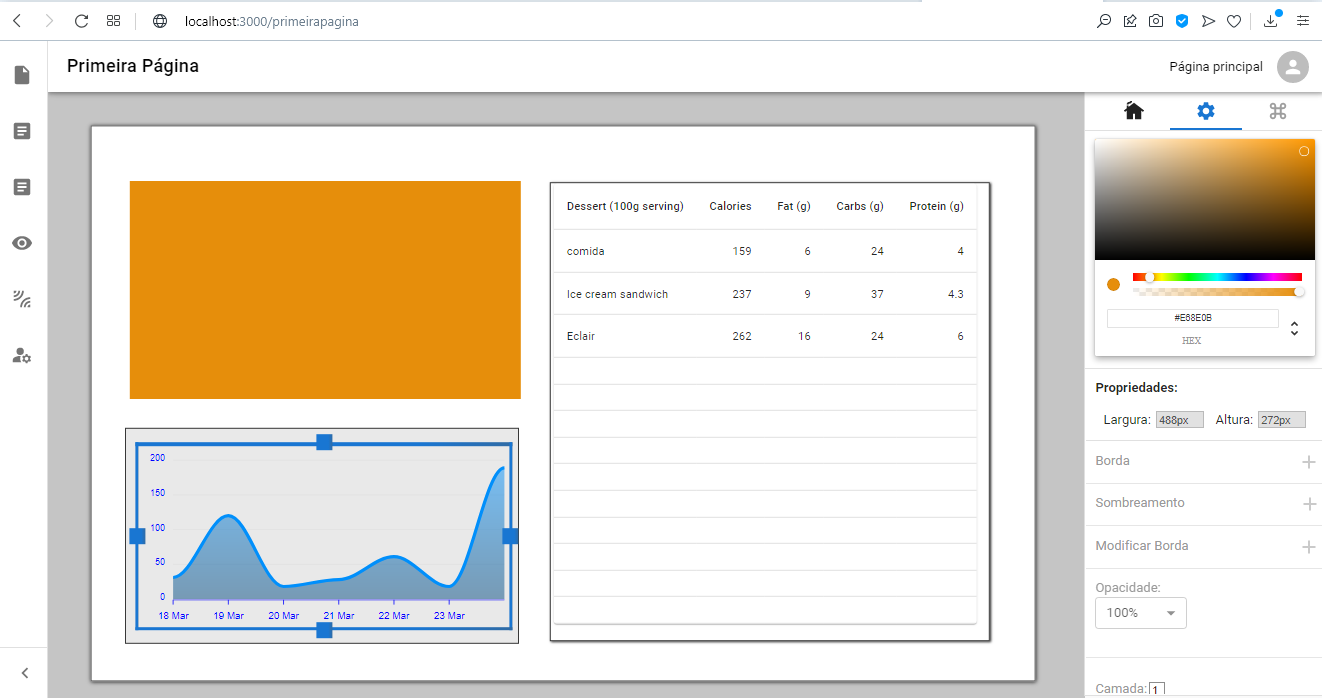 localhost:3000/primeirapagina
Primeira Página
Página principal
Dessert (100g serving) Calories Fat (g) Carbs (g) Protein (g)
comida 159 6 24 4
Ice cream sandwich 237 9 37 4.3
Eclair 262 16 24 6
200
150
100
50
0
18 Mar 19 Mar 20 Mar 21 Mar 22 Mar 23 Mar
#E68E0B
HEX
Propriedades:
Largura: 488px Altura: 272px
Borda
Sombreamento
Modificar Borda
Opacidade:
100%
Camada: 1